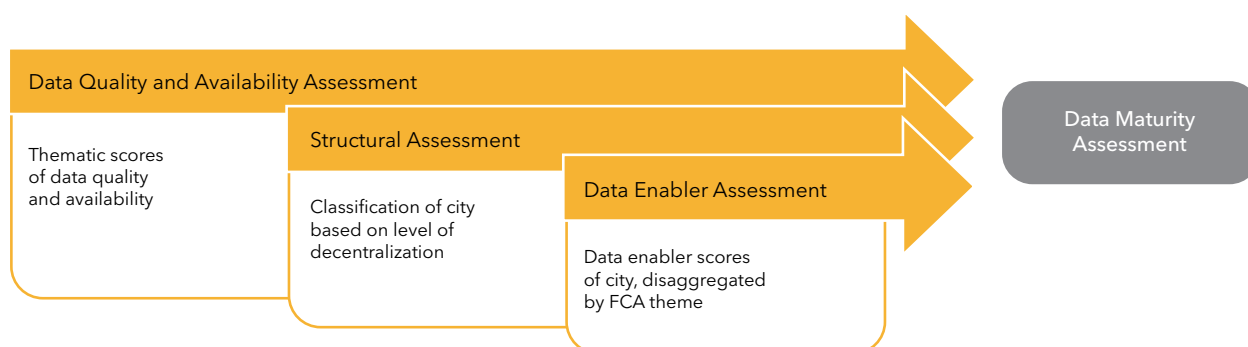 Data Quality and Availability Assessment
Thematic scores
of data quality
and availability
Structural Assessment
Classification of city
based on level of
decentralization
Data Enabler Assessment
Data enabler scores
of city, disaggregated
by FCA theme
Data Maturity
Assessment